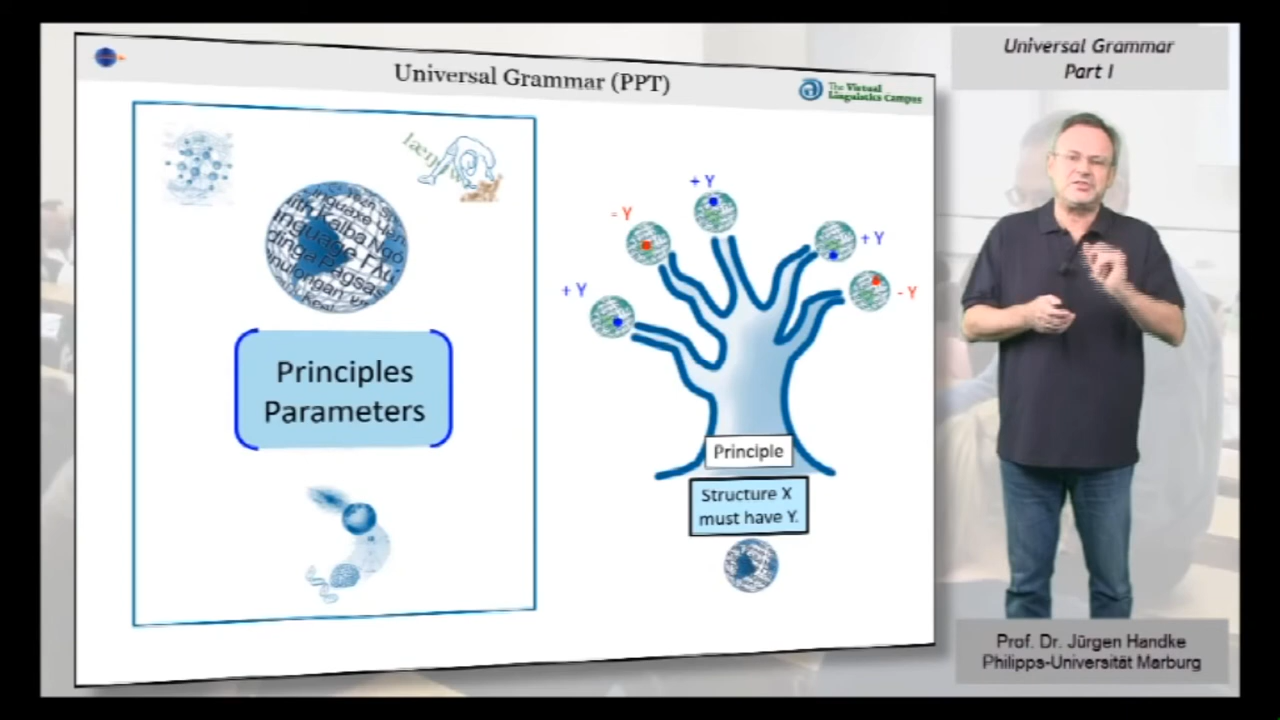 Universal Grammar (PPT)
The Virtual
Linguistics Campus
Universal Grammar
Part I
Principles
Parameters
+ Y
- Y
+ Y
+ Y
- Y
Principle
Structure X
must have Y.
Prof. Dr. Jürgen Handke
Philipps-Universität Marburg